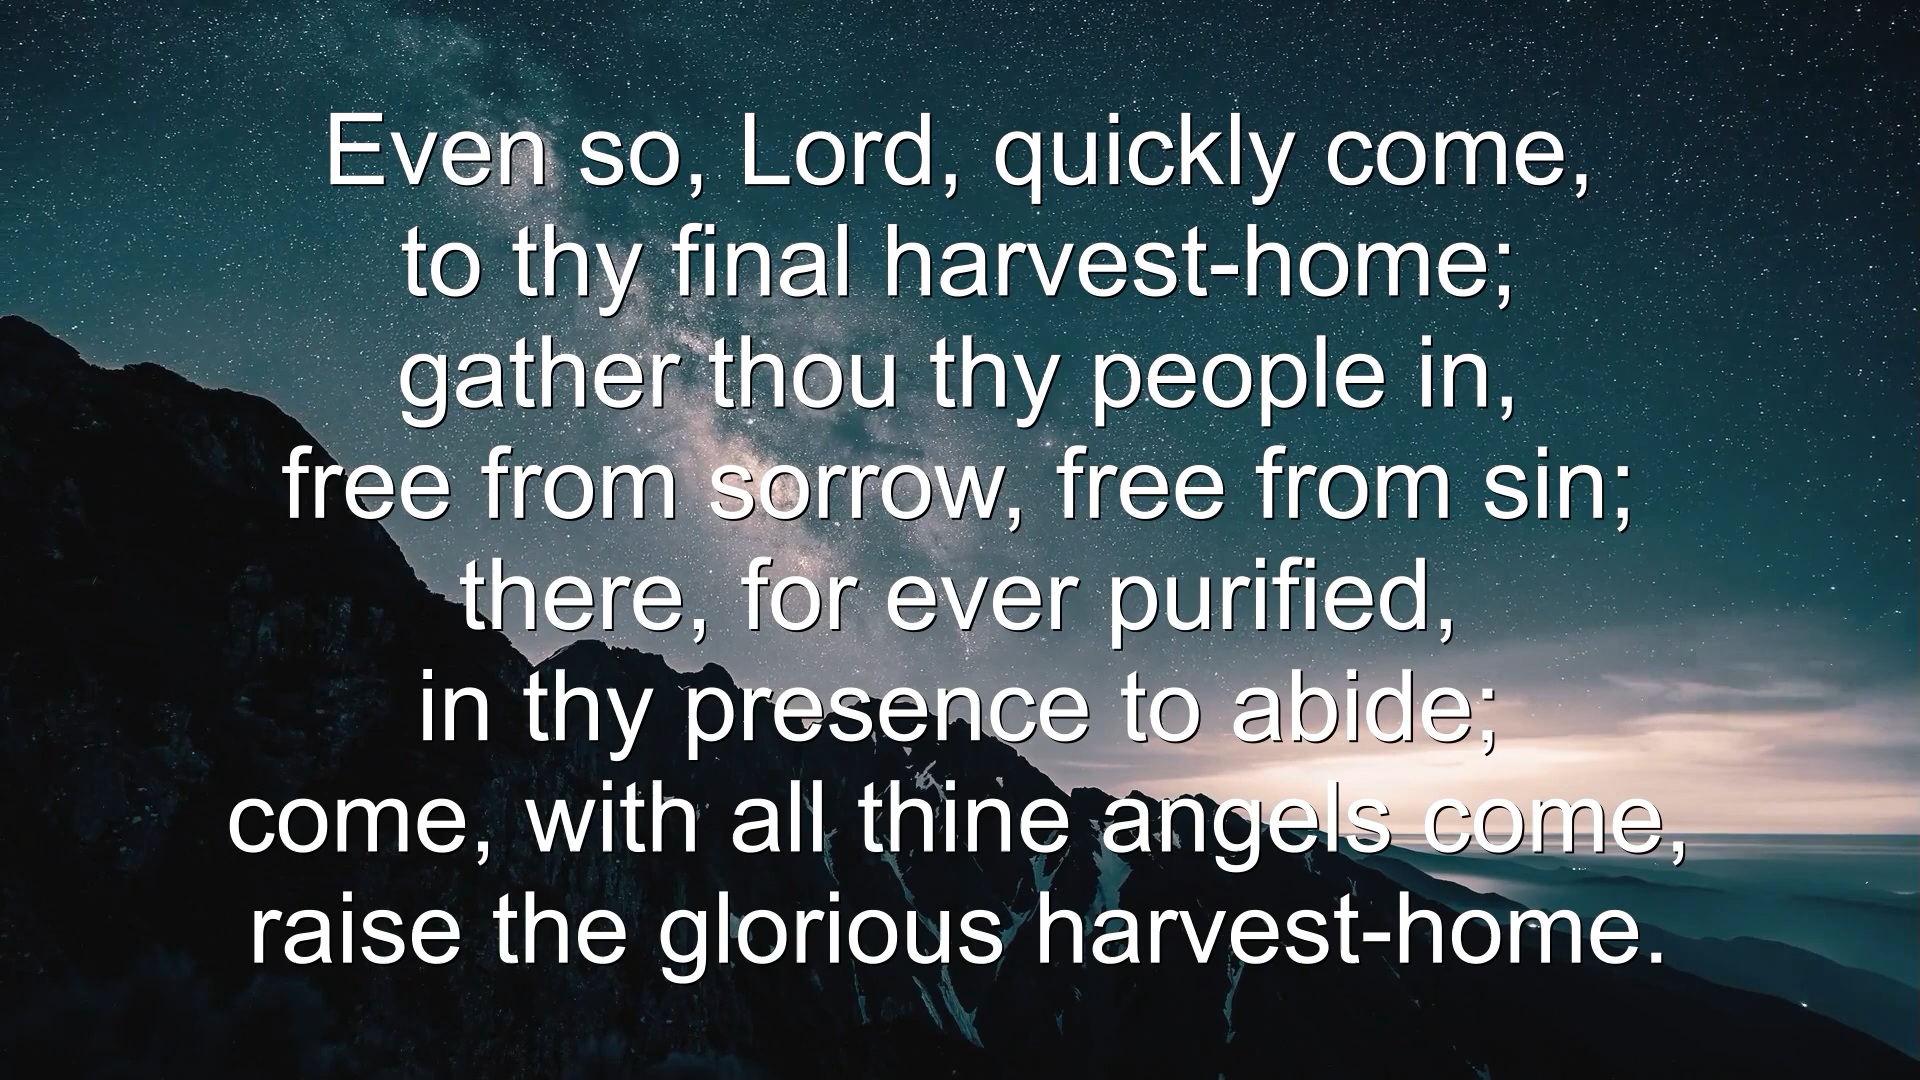 Even so, Lord, quickly come,
to thy final harvest-home;
gather thou thy people in,
free from sorrow, free from sin;
there, for ever purified,
in thy presence to abide;
come, with all thine angels come,
raise the glorious harvest-home.